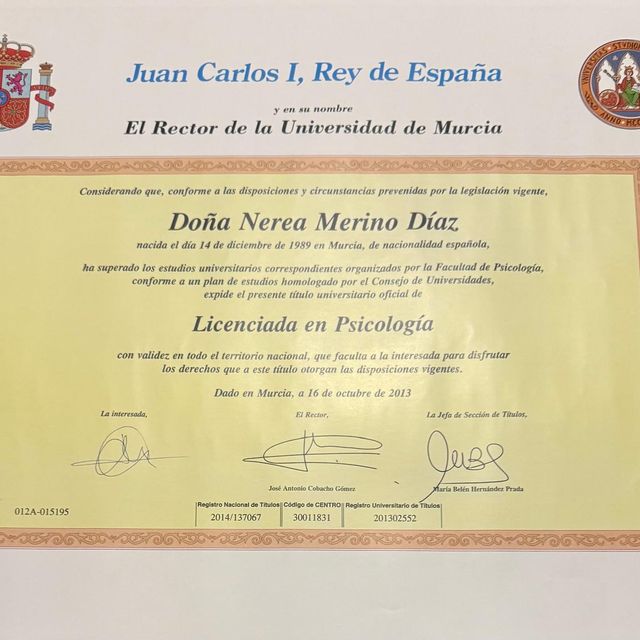 Juan Carlos I, Rey de España
y en su nombre
El Rector de la Universidad de Murcia
Considerando que, conforme a las disposiciones y circunstancias prevenidas por la legislación vigente,
Doña Nerea Merino Díaz
nacida el día 14 de diciembre de 1989 en Murcia, de nacionalidad española,
ha superado los estudios universitarios correspondientes organizados por la Facultad de Psicología,
conforme a un plan de estudios homologado por el Consejo de Universidades,
expide el presente título universitario oficial de
Licenciada en Psicología
con validez en todo el territorio nacional, que faculta a la interesada para disfrutar
los derechos que a este título otorgan las disposiciones vigentes.
Dado en Murcia, a 16 de octubre de 2013
La interesada, El Rector, La Jefa de Sección de Títulos,
José Antonio Cobacho Gómez María Belén Hernández Prada
Registro Nacional de Títulos Código de CENTRO Registro Universitario de Títulos
012A-015195 2014/137067 30011831 201302552